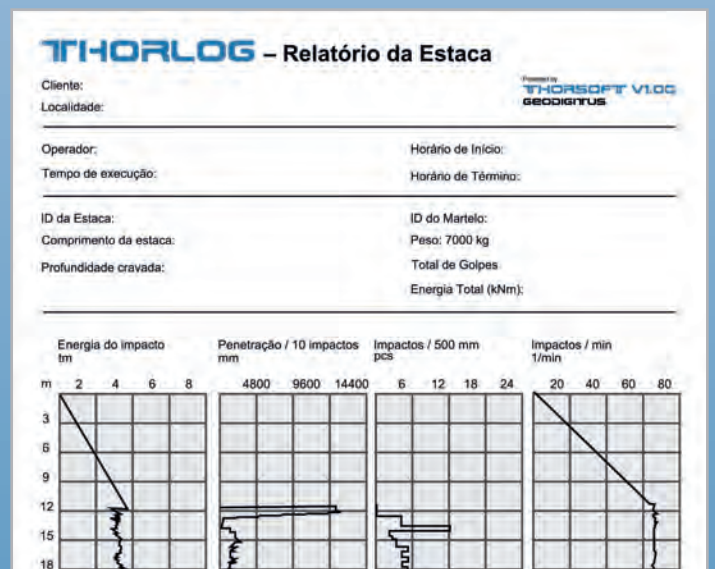 THORLOG – Relatório da Estaca
Cliente:
Localidade:
Powered by
THORSOFT V1.0G
GEODIGITUS
Operador:
Horário de Início:
Tempo de execução:
Horário de Término:
ID da Estaca:
ID do Martelo:
Comprimento da estaca:
Peso: 7000 kg
Profundidade cravada:
Total de Golpes
Energia Total (kNm):
Energia do impacto
tm
Penetração / 10 impactos
mm
Impactos / 500 mm
pcs
Impactos / min
1/min
m 2 4 6 8
4800 9600 14400
6 12 18 24
20 40 60 80
3
6
9
12
15
18